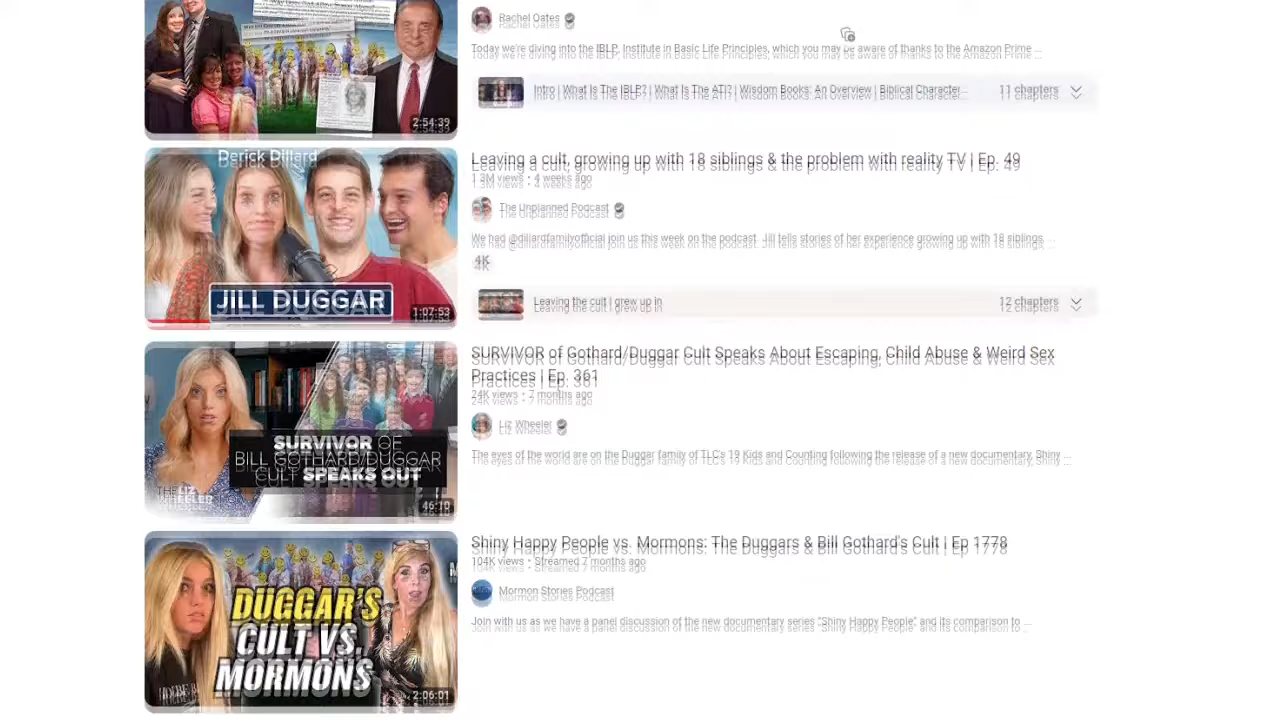 2:54:39
Rachel Oates
Today we're diving into the IBLP, Institute in Basic Life Principles, which you may be aware of thanks to the Amazon Prime ...
Intro | What Is The IBLP? | What Is The ATI? | Wisdom Books: An Overview | Biblical Character...
11 chapters
Derick Dillard
JILL DUGGAR
1:07:53
Leaving a cult, growing up with 18 siblings & the problem with reality TV | Ep. 49
1.3M views • 4 weeks ago
The Unplanned Podcast
We had @dillardfamilyofficial join us this week on the podcast. Jill tells stories of her experience growing up with 18 siblings, ...
4K
Leaving the cult I grew up in
12 chapters
SURVIVOR OF
BILL GOTHARD/DUGGAR
CULT SPEAKS OUT
THE LIZ
WHEELER
46:10
SURVIVOR of Gothard/Duggar Cult Speaks About Escaping, Child Abuse & Weird Sex
Practices | Ep. 361
24K views • 7 months ago
Liz Wheeler
The eyes of the world are on the Duggar family of TLC's 19 Kids and Counting following the release of a new documentary, Shiny ...
DUGGAR'S
CULT VS.
MORMONS
2:06:01
Shiny Happy People vs. Mormons: The Duggars & Bill Gothard's Cult | Ep 1778
104K views • Streamed 7 months ago
Mormon Stories Podcast
Join with us as we have a panel discussion of the new documentary series "Shiny Happy People" and its comparison to ...